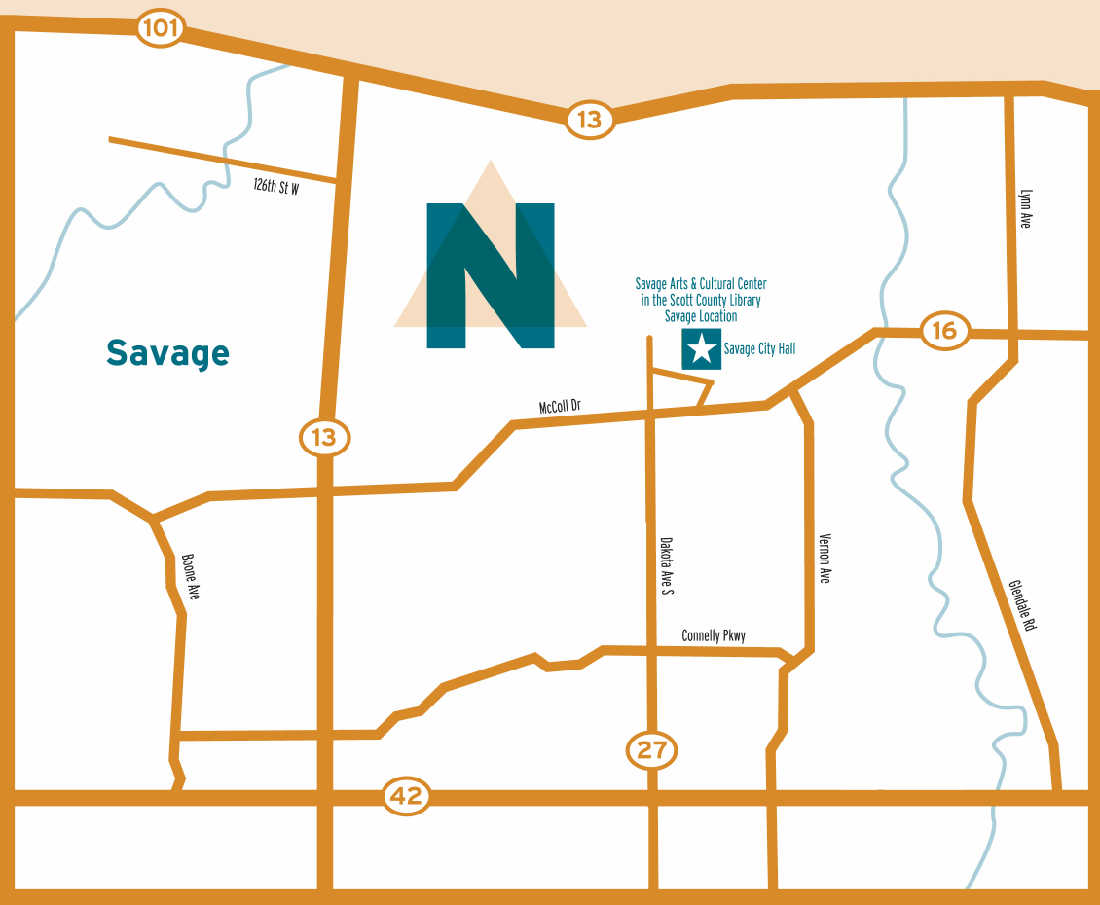 101
13
126th St W
Lynn Ave
N
Savage Arts & Cultural Center
in the Scott County Library
Savage Location
Savage City Hall
16
Savage
McColl Dr
13
Boone Ave
Dakota Ave S
Vernon Ave
Glendale Rd
Connelly Pkwy
27
42